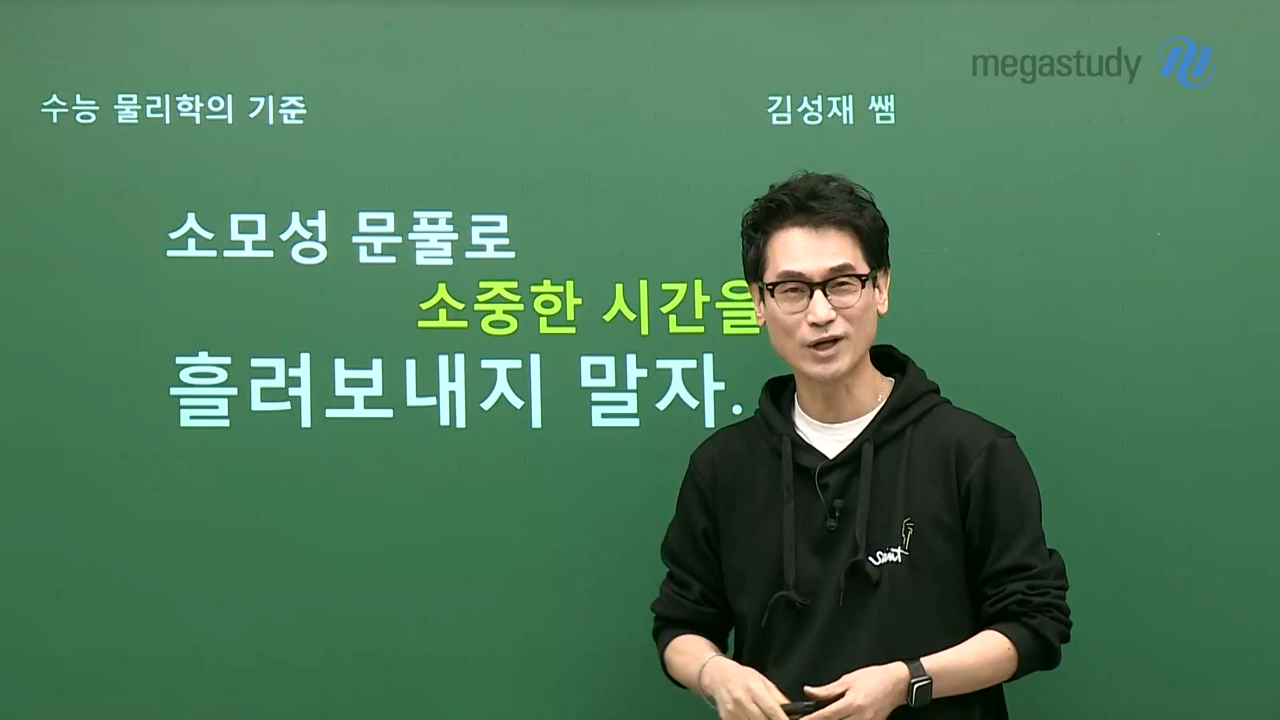 megastudy
수능 물리학의 기준
김성재 쌤
소모성 문풀로
소중한 시간을
흘려보내지 말자.
saint